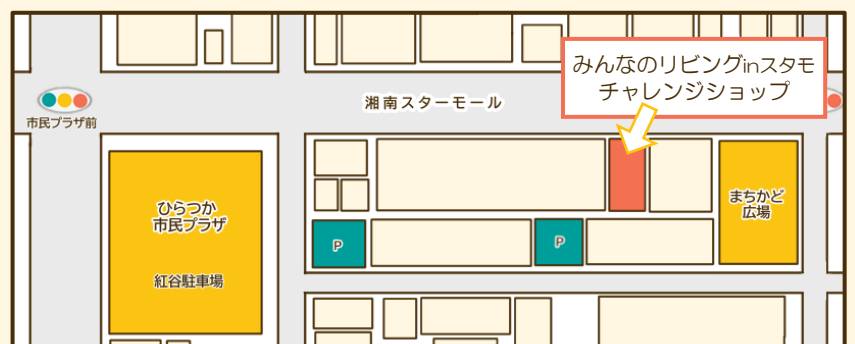 みんなのリビングinスタモ
チャレンジショップ
湘南スターモール
市民プラザ前
ひらつか
市民プラザ
紅谷駐車場
まちかど
広場
P
P